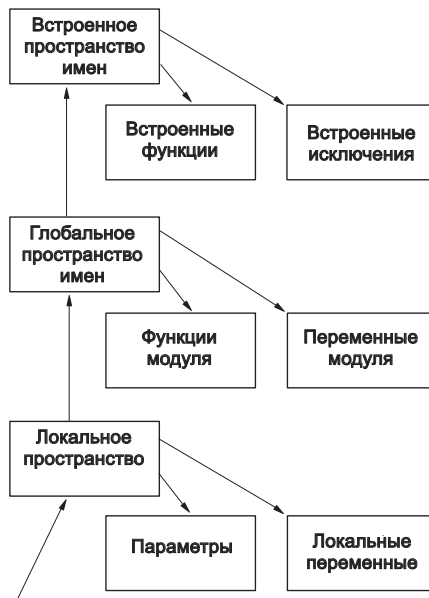 Встроенное
пространство
имен
Встроенные
функции
Встроенные
исключения
Глобальное
пространство
имен
Функции
модуля
Переменные
модуля
Локальное
пространство
Параметры
Локальные
переменные